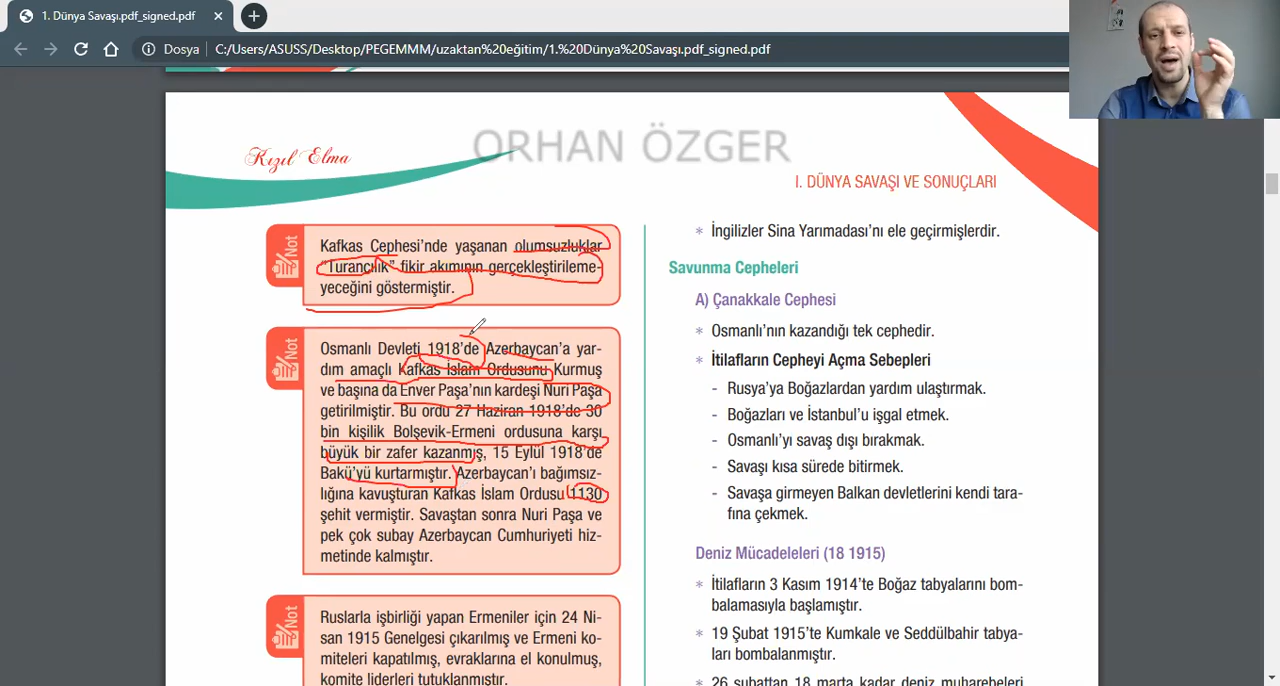 1. Dünya Savaşı.pdf_signed.pdf
Dosya
C:/Users/ASUSS/Desktop/PEGEMMM/uzaktan%20eğitim/1.%20Dünya%20Savaşı.pdf_signed.pdf
Kızıl Elma
ORHAN ÖZGER
I. DÜNYA SAVAŞI VE SONUÇLARI
Not
Kafkas Cephesi’nde yaşanan olumsuzluklar
“Turancılık” fikir akımının gerçekleştirileme-
yeceğini göstermiştir.
Not
Osmanlı Devleti 1918’de Azerbaycan’a yar-
dım amaçlı Kafkas İslam Ordusunu Kurmuş
ve başına da Enver Paşa’nın kardeşi Nuri Paşa
getirilmiştir. Bu ordu 27 Haziran 1918’de 30
bin kişilik Bolşevik-Ermeni ordusuna karşı
büyük bir zafer kazanmış, 15 Eylül 1918’de
Bakü’yü kurtarmıştır. Azerbaycan’ı bağımsız-
lığına kavuşturan Kafkas İslam Ordusu 1130
şehit vermiştir. Savaştan sonra Nuri Paşa ve
pek çok subay Azerbaycan Cumhuriyeti hiz-
metinde kalmıştır.
Not
Ruslarla işbirliği yapan Ermeniler için 24 Ni-
san 1915 Genelgesi çıkarılmış ve Ermeni ko-
miteleri kapatılmış, evraklarına el konulmuş,
komite liderleri tutuklanmıştır.
* İngilizler Sina Yarımadası’nı ele geçirmişlerdir.
Savunma Cepheleri
A) Çanakkale Cephesi
* Osmanlı’nın kazandığı tek cephedir.
* İtilafların Cepheyi Açma Sebepleri
- Rusya’ya Boğazlardan yardım ulaştırmak.
- Boğazları ve İstanbul’u işgal etmek.
- Osmanlı’yı savaş dışı bırakmak.
- Savaşı kısa sürede bitirmek.
- Savaşa girmeyen Balkan devletlerini kendi tara-
fına çekmek.
Deniz Mücadeleleri (18 1915)
* İtilafların 3 Kasım 1914’te Boğaz tabyalarını bom-
balamasıyla başlamıştır.
* 19 Şubat 1915’te Kumkale ve Seddülbahir tabya-
ları bombalanmıştır.
* 26 şubattan 18 marta kadar deniz muharebeleri